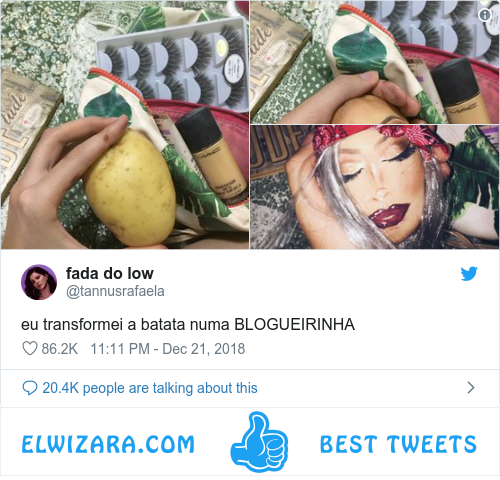 fada do low
@tannusrafaela
eu transformei a batata numa BLOGUEIRINHA
86.2K 11:11 PM - Dec 21, 2018
20.4K people are talking about this
ELWIZARA.COM BEST TWEETS